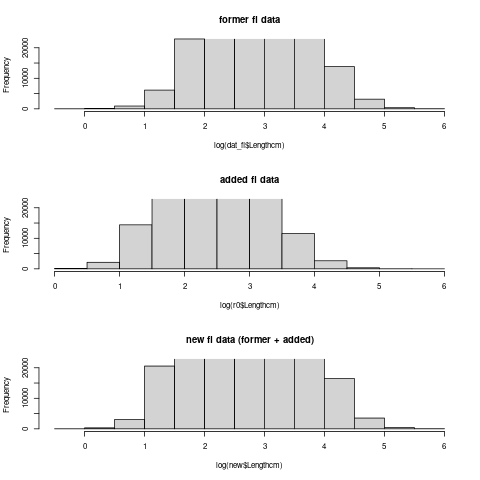 former fl data
Frequency
0 10000 20000
0 1 2 3 4 5 6
log(dat_fl$Lengthcm)
added fl data
Frequency
0 10000 20000
0 1 2 3 4 5 6
log(r0$Lengthcm)
new fl data (former + added)
Frequency
0 10000 20000
0 1 2 3 4 5 6
log(new$Lengthcm)